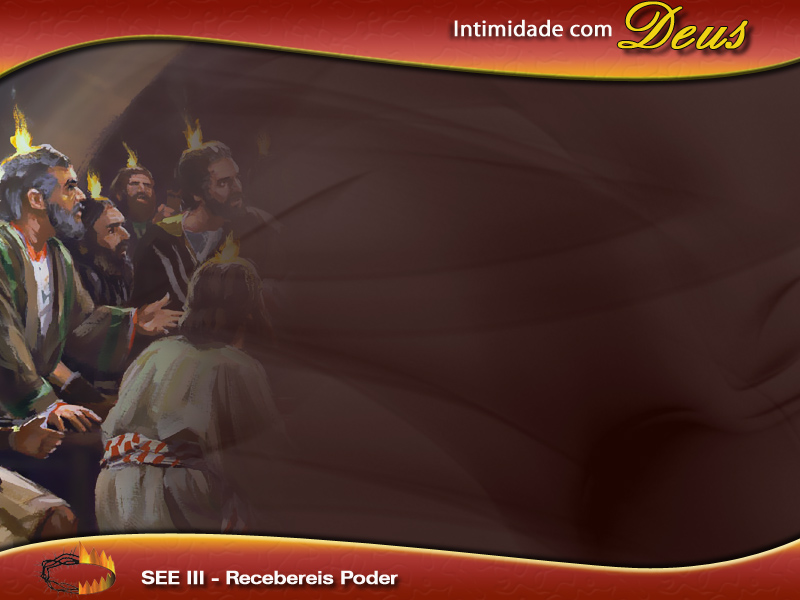 Intimidade com Deus
SEE III - Recebereis Poder